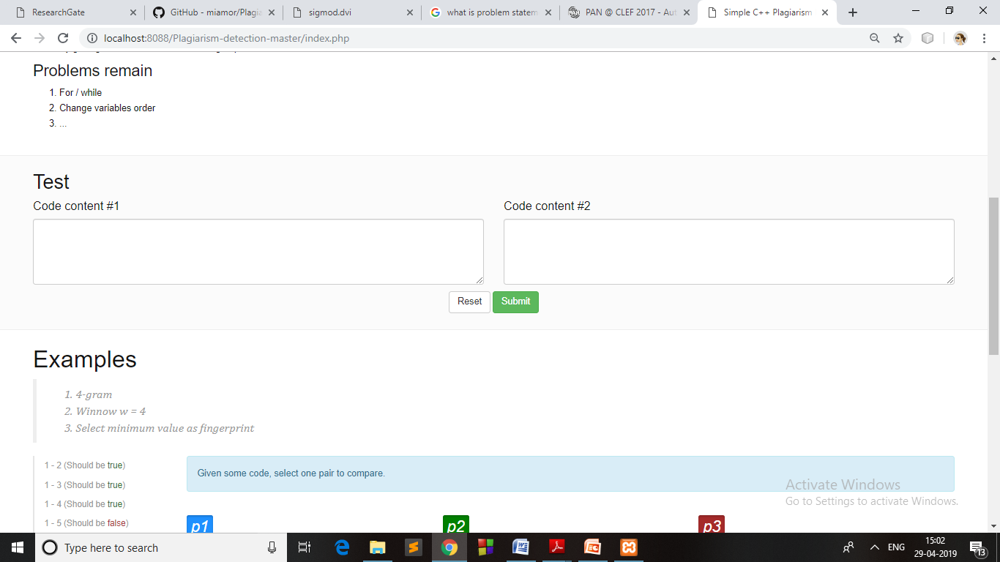 ResearchGate
GitHub - miamor/Plagia
sigmod.dvi
what is problem statem
PAN @ CLEF 2017 - Aut
Simple C++ Plagiarism
localhost:8088/Plagiarism-detection-master/index.php
Problems remain
1. For / while
2. Change variables order
3. ...
Test
Code content #1
Code content #2
Reset
Submit
Examples
1. 4-gram
2. Winnow w = 4
3. Select minimum value as fingerprint
1 - 2 (Should be true)
1 - 3 (Should be true)
1 - 4 (Should be true)
1 - 5 (Should be false)
Given some code, select one pair to compare.
p1
p2
p3
Activate Windows
Go to Settings to activate Windows.
Type here to search
ENG
15:02
29-04-2019
13